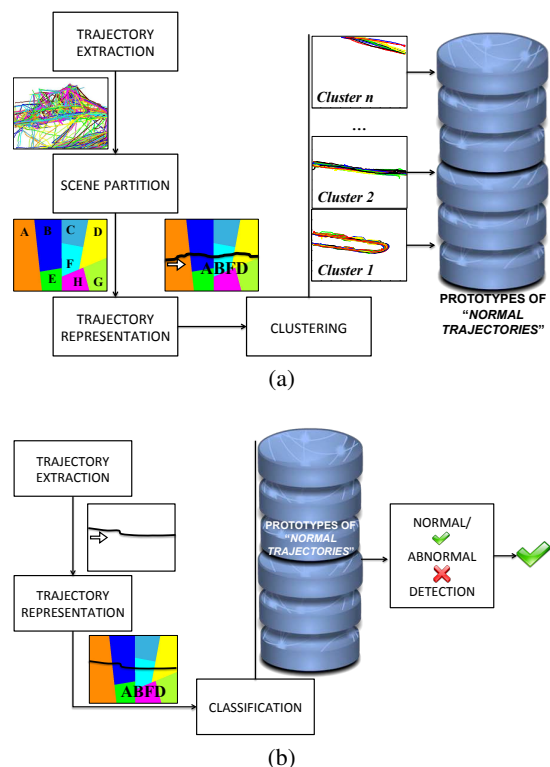 TRAJECTORY
EXTRACTION
SCENE PARTITION
A
B
C
D
E
F
H
G
ABFD
TRAJECTORY
REPRESENTATION
CLUSTERING
Cluster n
...
Cluster 2
Cluster 1
PROTOTYPES OF
“NORMAL
TRAJECTORIES”
(a)
TRAJECTORY
EXTRACTION
TRAJECTORY
REPRESENTATION
ABFD
CLASSIFICATION
PROTOTYPES OF
“NORMAL
TRAJECTORIES”
NORMAL/
ABNORMAL
DETECTION
(b)